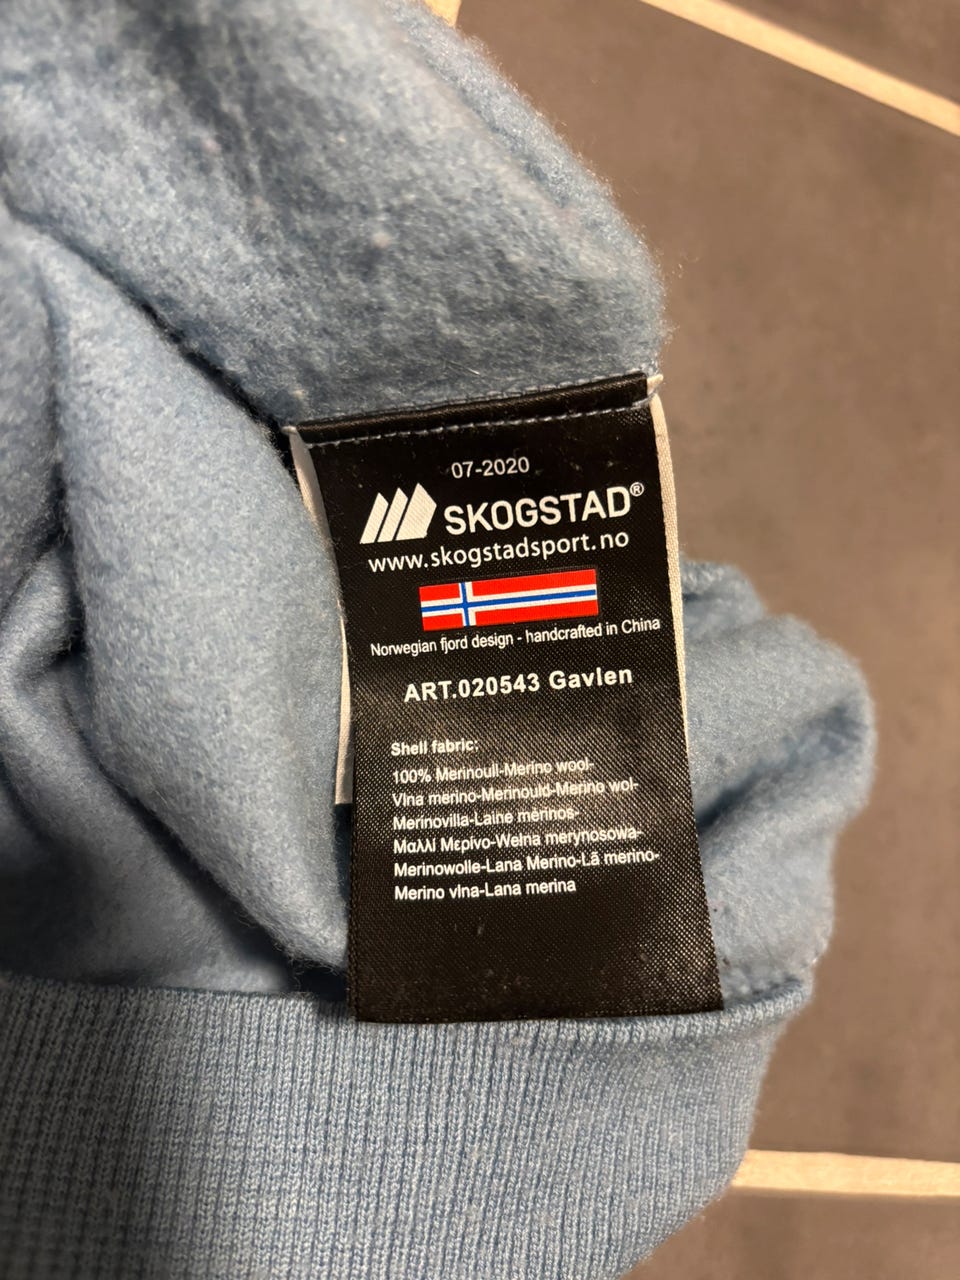 07-2020
SKOGSTAD®
www.skogstadsport.no
Norwegian fjord design - handcrafted in China
ART.020543 Gavlen
Shell fabric:
100% Merinoull-Merino wool-
Vlna merino-Merinould-Merino wol-
Merinovilla-Laine mérinos-
Μαλλί Μερίνο-Wełna merynosowa-
Merinowolle-Lana Merino-Lã merino-
Merino vlna-Lana merina